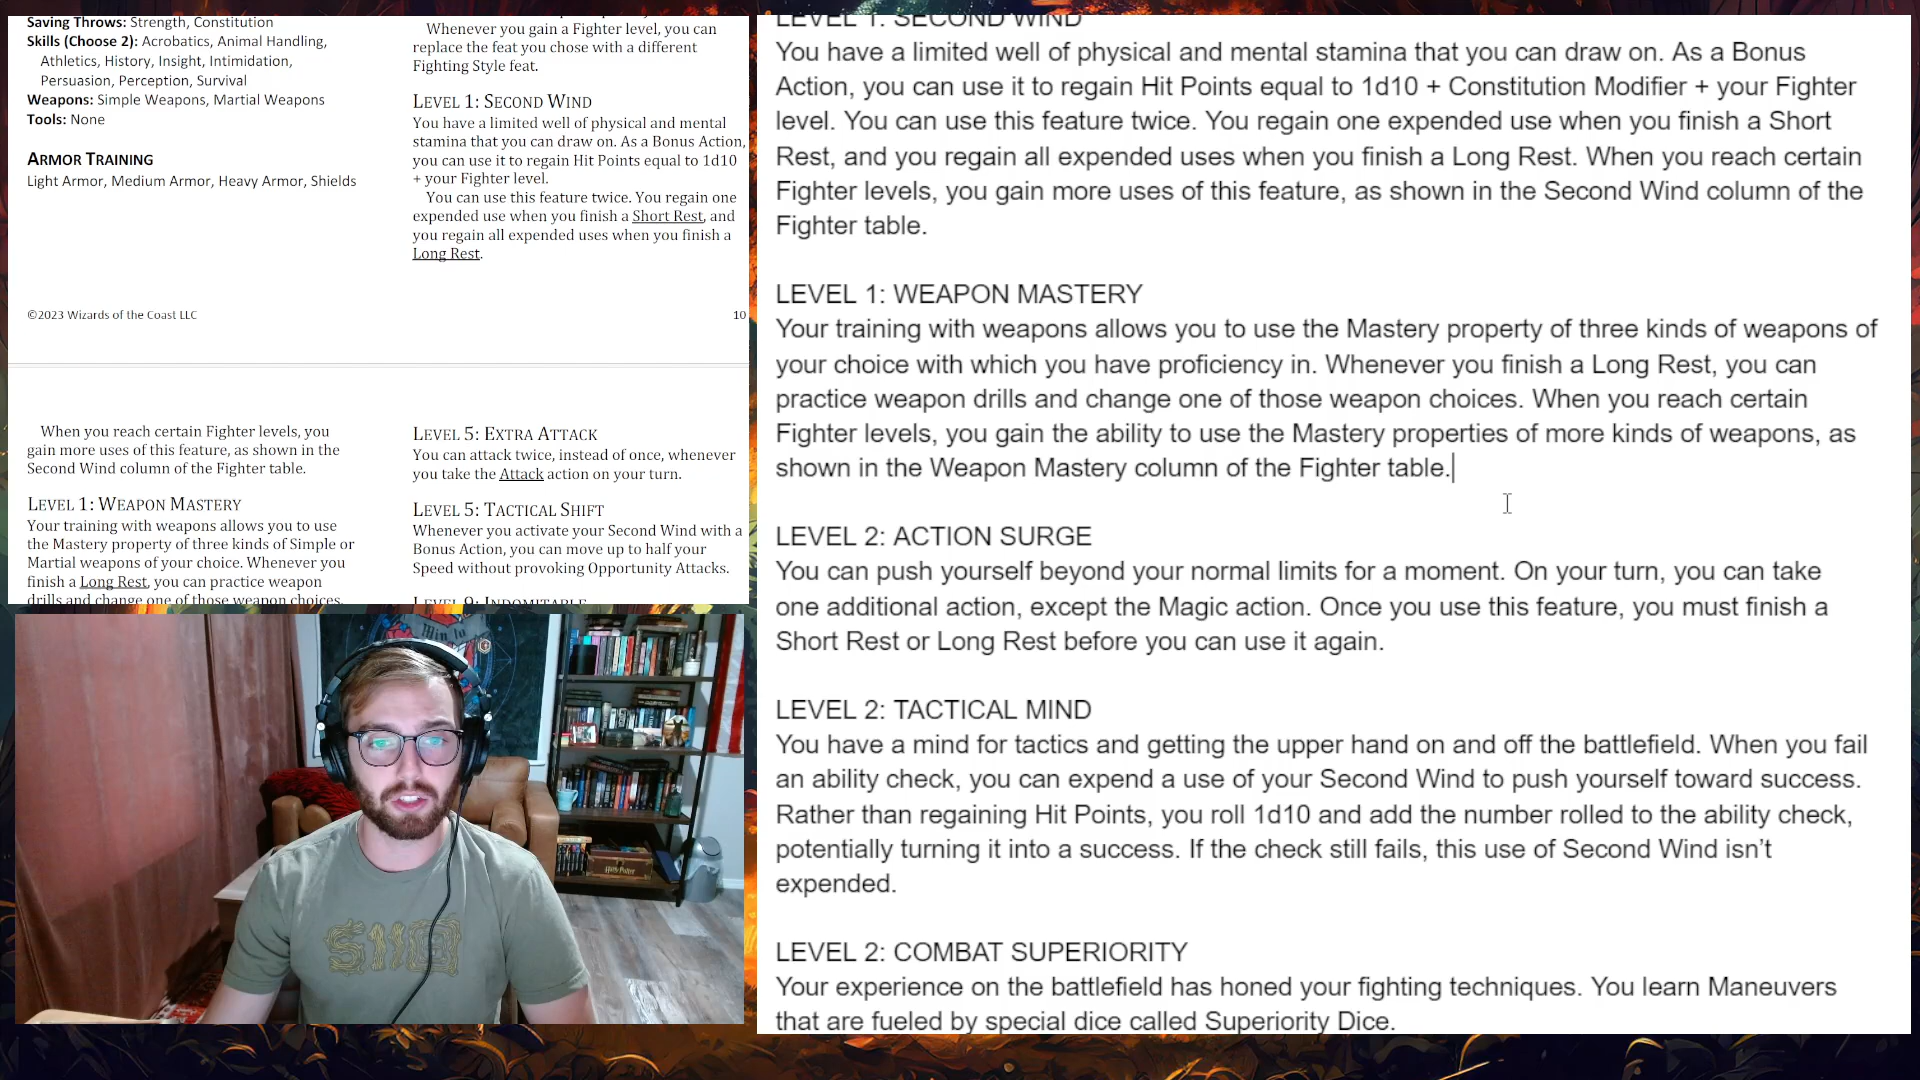 Saving Throws: Strength, Constitution
Skills (Choose 2): Acrobatics, Animal Handling,
Athletics, History, Insight, Intimidation,
Persuasion, Perception, Survival
Weapons: Simple Weapons, Martial Weapons
Tools: None
ARMOR TRAINING
Light Armor, Medium Armor, Heavy Armor, Shields
Whenever you gain a Fighter level, you can
replace the feat you chose with a different
Fighting Style feat.
LEVEL 1: SECOND WIND
You have a limited well of physical and mental
stamina that you can draw on. As a Bonus Action,
you can use it to regain Hit Points equal to 1d10
+ your Fighter level.
You can use this feature twice. You regain one
expended use when you finish a Short Rest, and
you regain all expended uses when you finish a
Long Rest.
©2023 Wizards of the Coast LLC
10
When you reach certain Fighter levels, you
gain more uses of this feature, as shown in the
Second Wind column of the Fighter table.
LEVEL 1: WEAPON MASTERY
Your training with weapons allows you to use
the Mastery property of three kinds of Simple or
Martial weapons of your choice. Whenever you
finish a Long Rest, you can practice weapon
drills and change one of those weapon choices.
LEVEL 5: EXTRA ATTACK
You can attack twice, instead of once, whenever
you take the Attack action on your turn.
LEVEL 5: TACTICAL SHIFT
Whenever you activate your Second Wind with a
Bonus Action, you can move up to half your
Speed without provoking Opportunity Attacks.
LEVEL 9: INDOMITABLE
LEVEL 1: SECOND WIND
You have a limited well of physical and mental stamina that you can draw on. As a Bonus
Action, you can use it to regain Hit Points equal to 1d10 + Constitution Modifier + your Fighter
level. You can use this feature twice. You regain one expended use when you finish a Short
Rest, and you regain all expended uses when you finish a Long Rest. When you reach certain
Fighter levels, you gain more uses of this feature, as shown in the Second Wind column of the
Fighter table.
LEVEL 1: WEAPON MASTERY
Your training with weapons allows you to use the Mastery property of three kinds of weapons of
your choice with which you have proficiency in. Whenever you finish a Long Rest, you can
practice weapon drills and change one of those weapon choices. When you reach certain
Fighter levels, you gain the ability to use the Mastery properties of more kinds of weapons, as
shown in the Weapon Mastery column of the Fighter table.
LEVEL 2: ACTION SURGE
You can push yourself beyond your normal limits for a moment. On your turn, you can take
one additional action, except the Magic action. Once you use this feature, you must finish a
Short Rest or Long Rest before you can use it again.
LEVEL 2: TACTICAL MIND
You have a mind for tactics and getting the upper hand on and off the battlefield. When you fail
an ability check, you can expend a use of your Second Wind to push yourself toward success.
Rather than regaining Hit Points, you roll 1d10 and add the number rolled to the ability check,
potentially turning it into a success. If the check still fails, this use of Second Wind isn't
expended.
LEVEL 2: COMBAT SUPERIORITY
Your experience on the battlefield has honed your fighting techniques. You learn Maneuvers
that are fueled by special dice called Superiority Dice.
Harry Potter